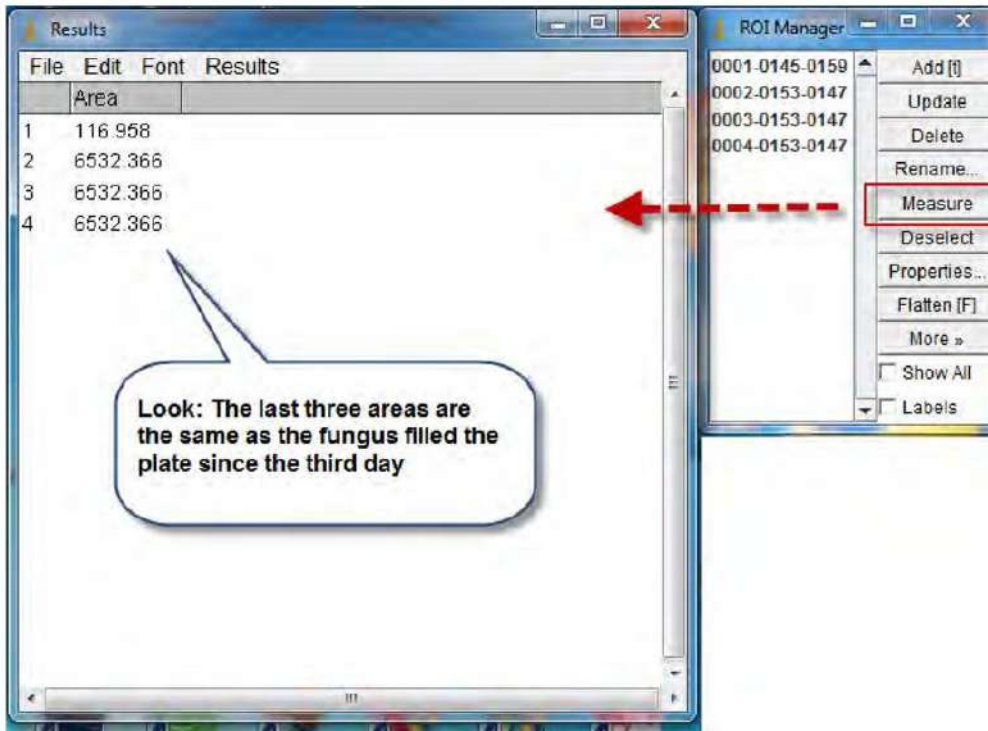 Results
File Edit Font Results
Area
1 116.958
2 6532.366
3 6532.366
4 6532.366
Look: The last three areas are
the same as the fungus filled the
plate since the third day
ROI Manager
0001-0145-0159
0002-0153-0147
0003-0153-0147
0004-0153-0147
Add [t]
Update
Delete
Rename...
Measure
Deselect
Properties...
Flatten [F]
More »
Show All
Labels